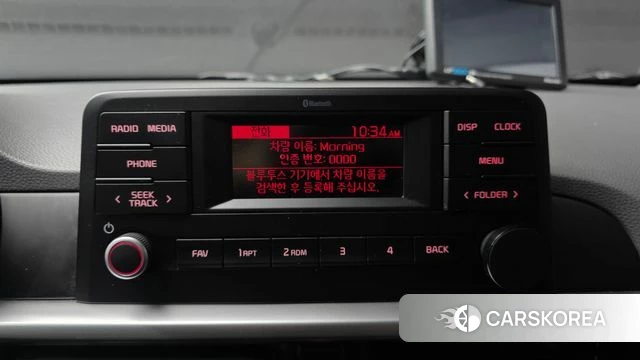 Bluetooth
RADIO MEDIA
전화 10:34 AM
DISP CLOCK
차량 이름: Morning
인증 번호: 0000
블루투스 기기에서 차량 이름을
검색한 후 등록해 주십시오.
PHONE
MENU
< SEEK TRACK >
< FOLDER >
FAV
1 RPT
2 RDM
3
4
BACK
CARSKOREA